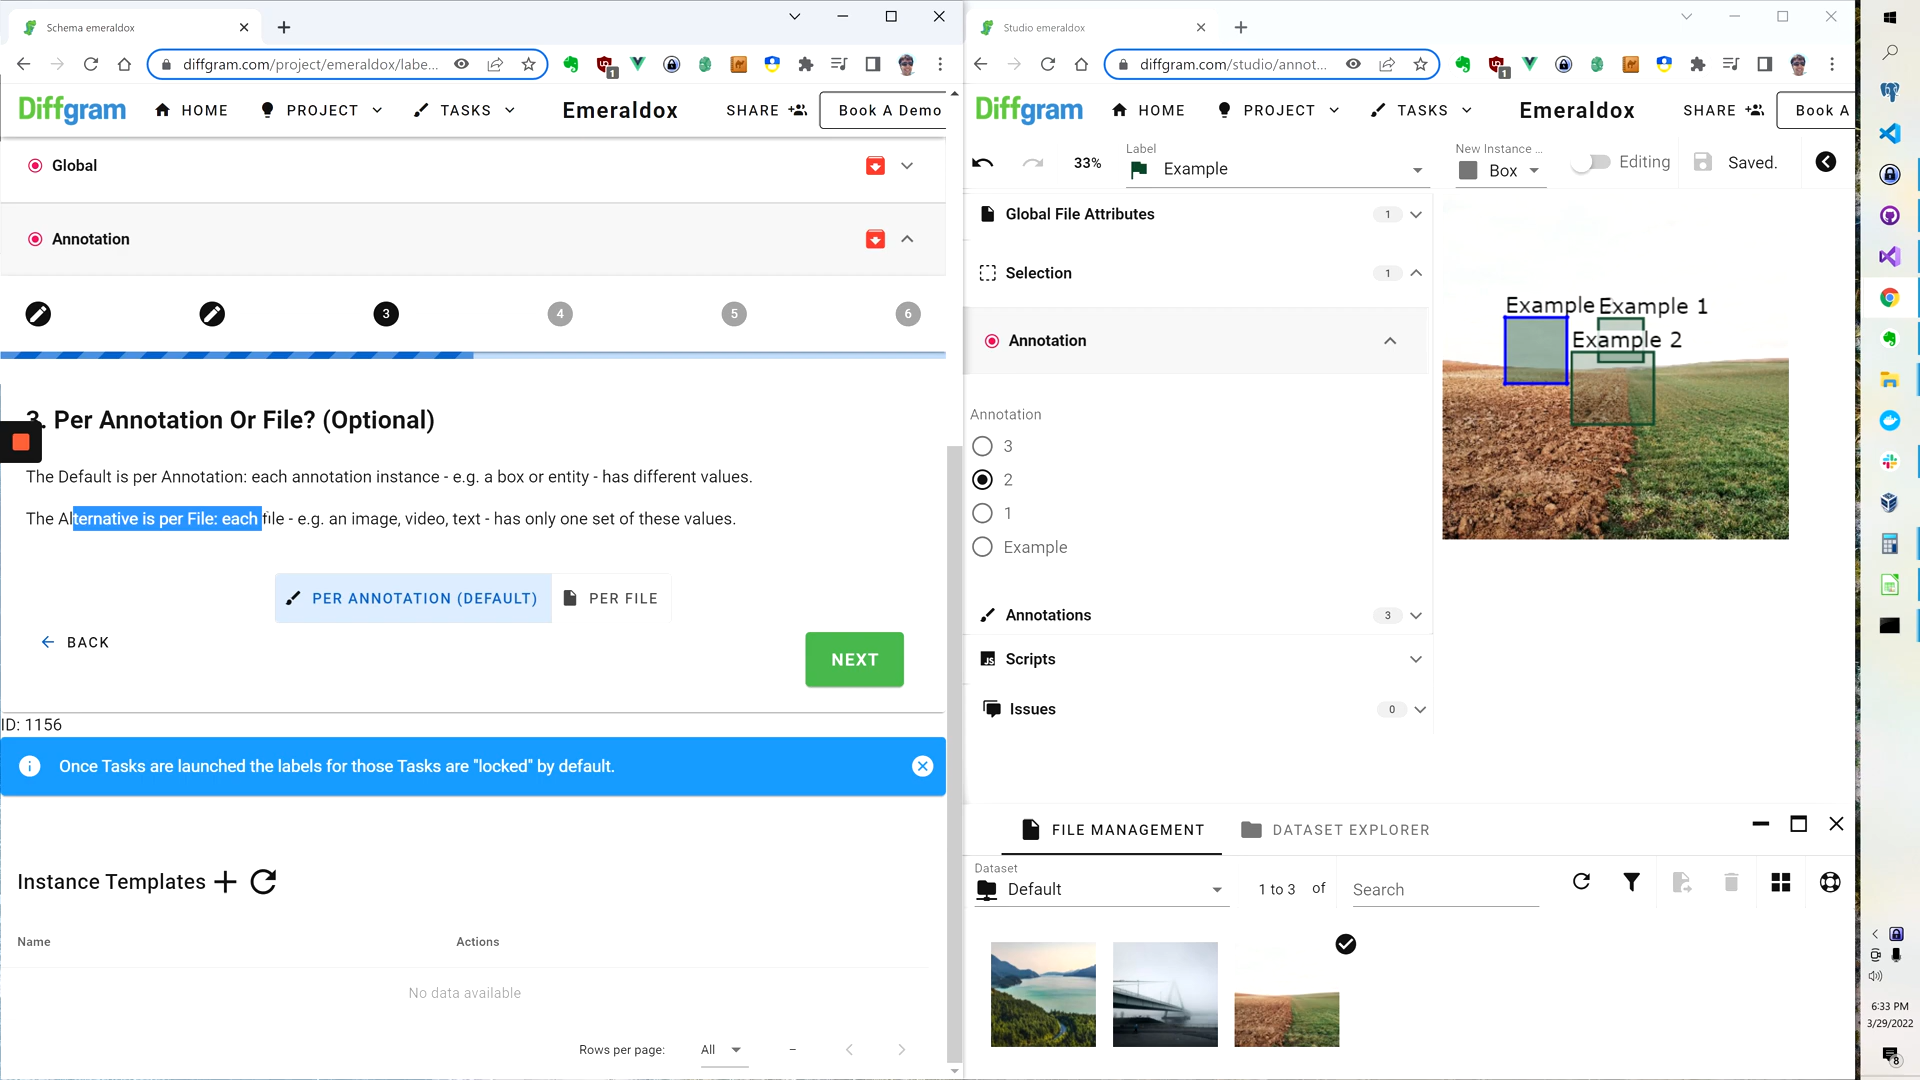 Schema emeraldox
diffgram.com/project/emeraldox/labe...
1
Diffgram
HOME
PROJECT
TASKS
Emeraldox
SHARE
Book A Demo
Global
Annotation
3
4
5
6
3. Per Annotation Or File? (Optional)
The Default is per Annotation: each annotation instance - e.g. a box or entity - has different values.
The Alternative is per File: each file - e.g. an image, video, text - has only one set of these values.
PER ANNOTATION (DEFAULT)
PER FILE
BACK
NEXT
ID: 1156
Once Tasks are launched the labels for those Tasks are "locked" by default.
Instance Templates
Name
Actions
No data available
Rows per page:
All
–
Studio emeraldox
diffgram.com/studio/annot...
1
Diffgram
HOME
PROJECT
TASKS
Emeraldox
SHARE
Book A
33%
Label
Example
New Instance ...
Box
Editing
Saved.
Global File Attributes
1
Selection
1
Annotation
Annotation
3
2
1
Example
Annotations
3
JS
Scripts
Issues
0
Example
Example 1
Example 2
FILE MANAGEMENT
DATASET EXPLORER
Dataset
Default
1 to 3
of
Search
6:33 PM
3/29/2022
8